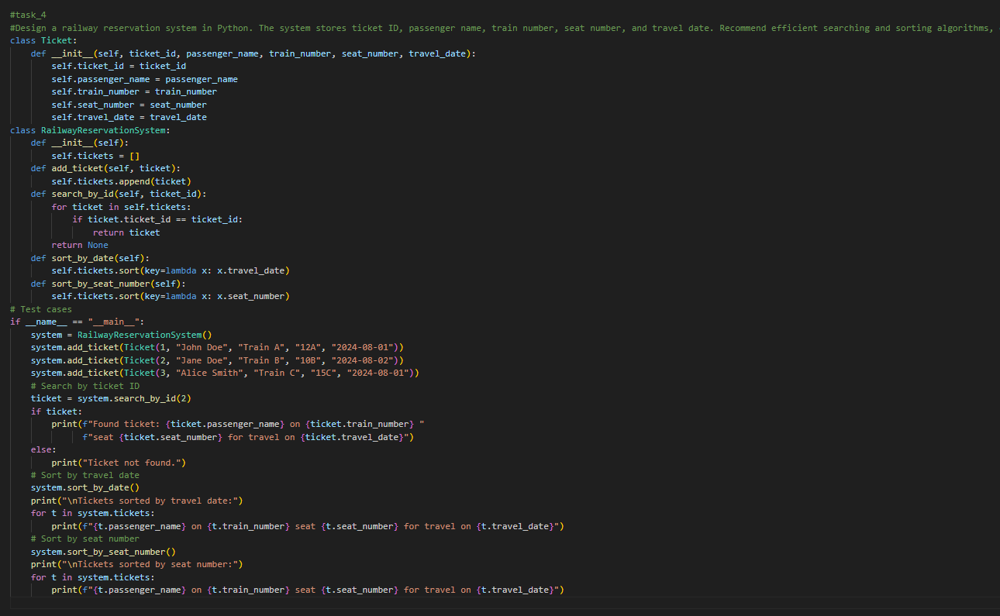 #task_4
#Design a railway reservation system in Python. The system stores ticket ID, passenger name, train number, seat number, and travel date. Recommend efficient searching and sorting algorithms,
class Ticket:
    def __init__(self, ticket_id, passenger_name, train_number, seat_number, travel_date):
        self.ticket_id = ticket_id
        self.passenger_name = passenger_name
        self.train_number = train_number
        self.seat_number = seat_number
        self.travel_date = travel_date
class RailwayReservationSystem:
    def __init__(self):
        self.tickets = []
    def add_ticket(self, ticket):
        self.tickets.append(ticket)
    def search_by_id(self, ticket_id):
        for ticket in self.tickets:
            if ticket.ticket_id == ticket_id:
                return ticket
        return None
    def sort_by_date(self):
        self.tickets.sort(key=lambda x: x.travel_date)
    def sort_by_seat_number(self):
        self.tickets.sort(key=lambda x: x.seat_number)
# Test cases
if __name__ == "__main__":
    system = RailwayReservationSystem()
    system.add_ticket(Ticket(1, "John Doe", "Train A", "12A", "2024-08-01"))
    system.add_ticket(Ticket(2, "Jane Doe", "Train B", "10B", "2024-08-02"))
    system.add_ticket(Ticket(3, "Alice Smith", "Train C", "15C", "2024-08-01"))
    # Search by ticket ID
    ticket = system.search_by_id(2)
    if ticket:
        print(f"Found ticket: {ticket.passenger_name} on {ticket.train_number} "
              f"seat {ticket.seat_number} for travel on {ticket.travel_date}")
    else:
        print("Ticket not found.")
    # Sort by travel date
    system.sort_by_date()
    print("\nTickets sorted by travel date:")
    for t in system.tickets:
        print(f"{t.passenger_name} on {t.train_number} seat {t.seat_number} for travel on {t.travel_date}")
    # Sort by seat number
    system.sort_by_seat_number()
    print("\nTickets sorted by seat number:")
    for t in system.tickets:
        print(f"{t.passenger_name} on {t.train_number} seat {t.seat_number} for travel on {t.travel_date}")